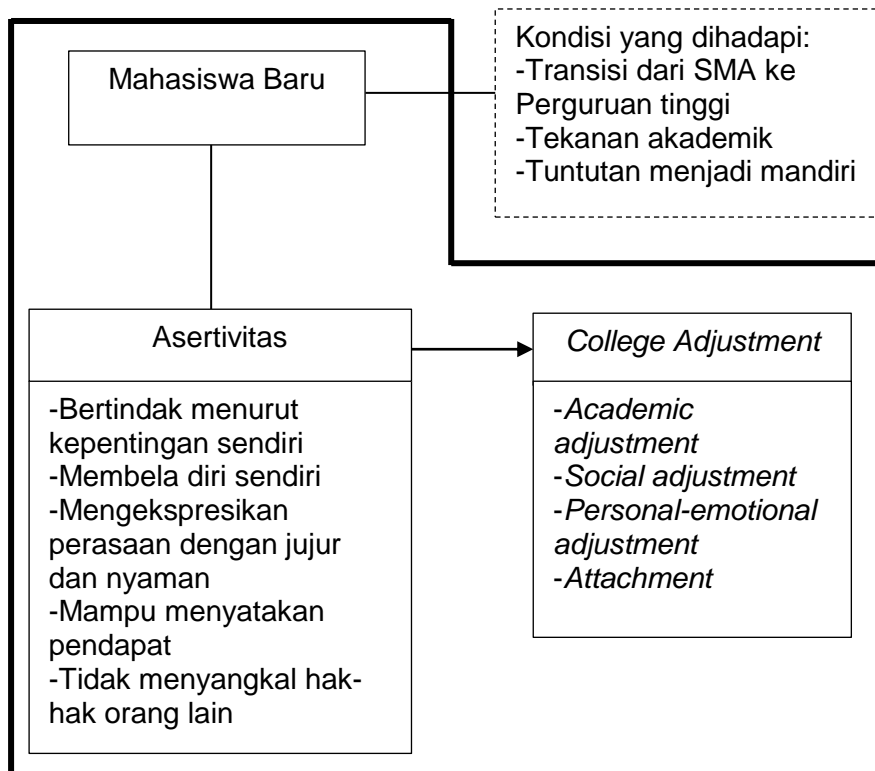 Mahasiswa Baru
Kondisi yang dihadapi:
-Transisi dari SMA ke
Perguruan tinggi
-Tekanan akademik
-Tuntutan menjadi mandiri
Asertivitas
-Bertindak menurut
kepentingan sendiri
-Membela diri sendiri
-Mengekspresikan
perasaan dengan jujur
dan nyaman
-Mampu menyatakan
pendapat
-Tidak menyangkal hak-
hak orang lain
College Adjustment
-Academic
adjustment
-Social adjustment
-Personal-emotional
adjustment
-Attachment